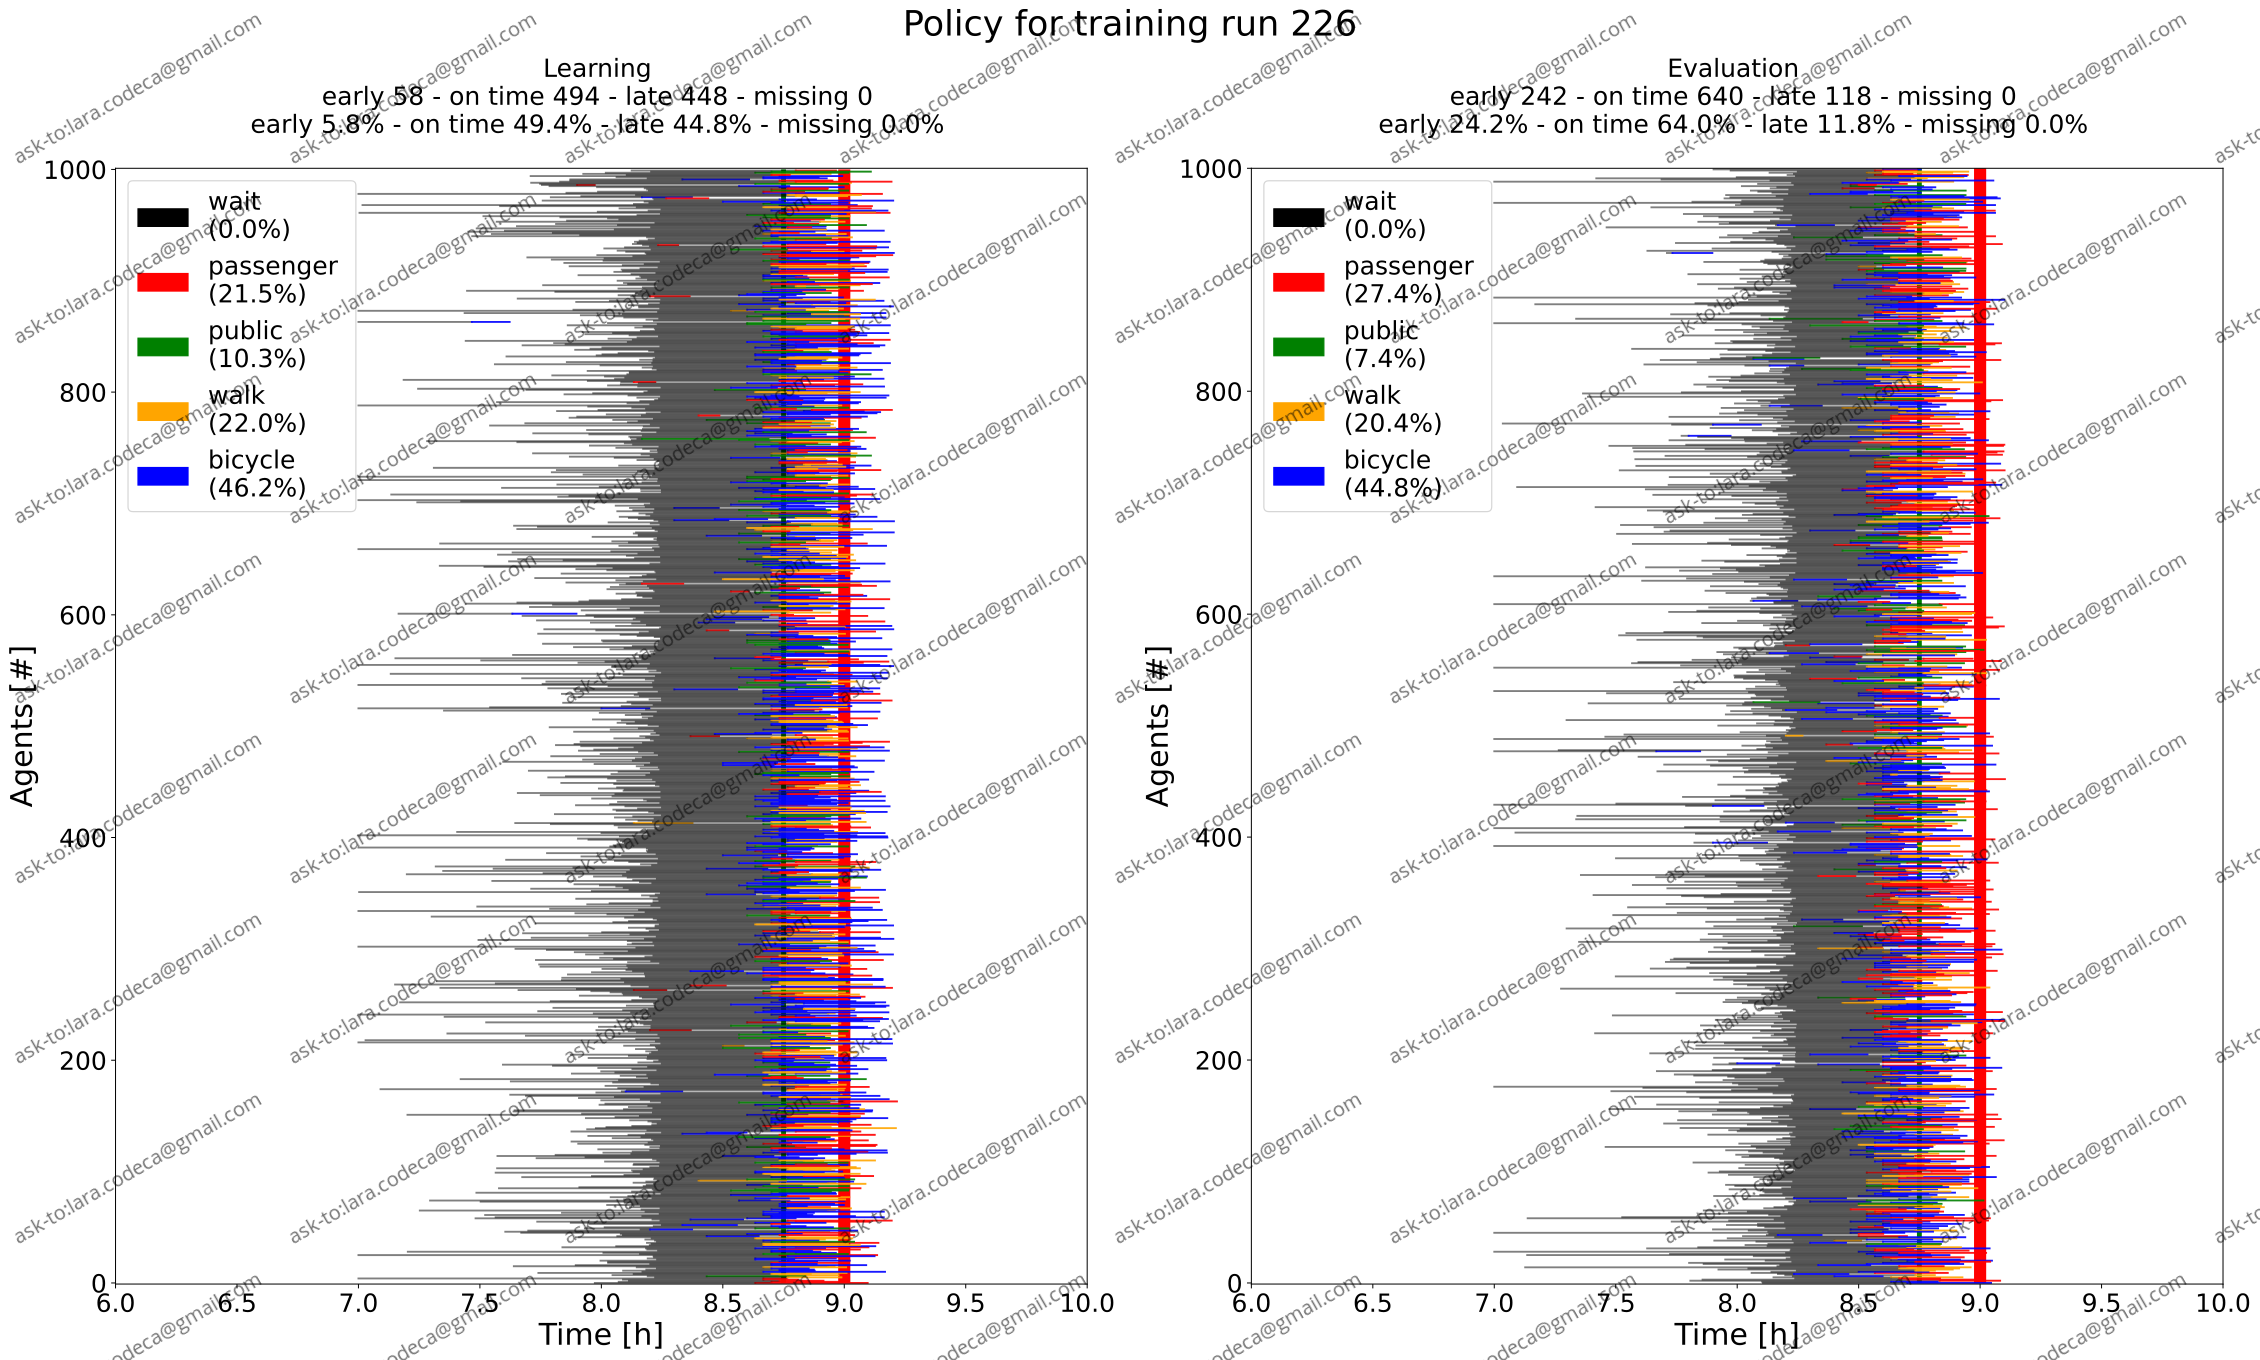 Policy for training run 226
Learning
early 58 - on time 494 - late 448 - missing 0
early 5.8% - on time 49.4% - late 44.8% - missing 0.0%
1000
800
600
400
200
0
Agents [#]
wait
(0.0%)
passenger
(21.5%)
public
(10.3%)
walk
(22.0%)
bicycle
(46.2%)
6.0 6.5 7.0 7.5 8.0 8.5 9.0 9.5 10.0
Time [h]
Evaluation
early 242 - on time 640 - late 118 - missing 0
early 24.2% - on time 64.0% - late 11.8% - missing 0.0%
1000
800
600
400
200
0
Agents [#]
wait
(0.0%)
passenger
(27.4%)
public
(7.4%)
walk
(20.4%)
bicycle
(44.8%)
6.0 6.5 7.0 7.5 8.0 8.5 9.0 9.5 10.0
Time [h]
ask-to:lara.codeca@gmail.com